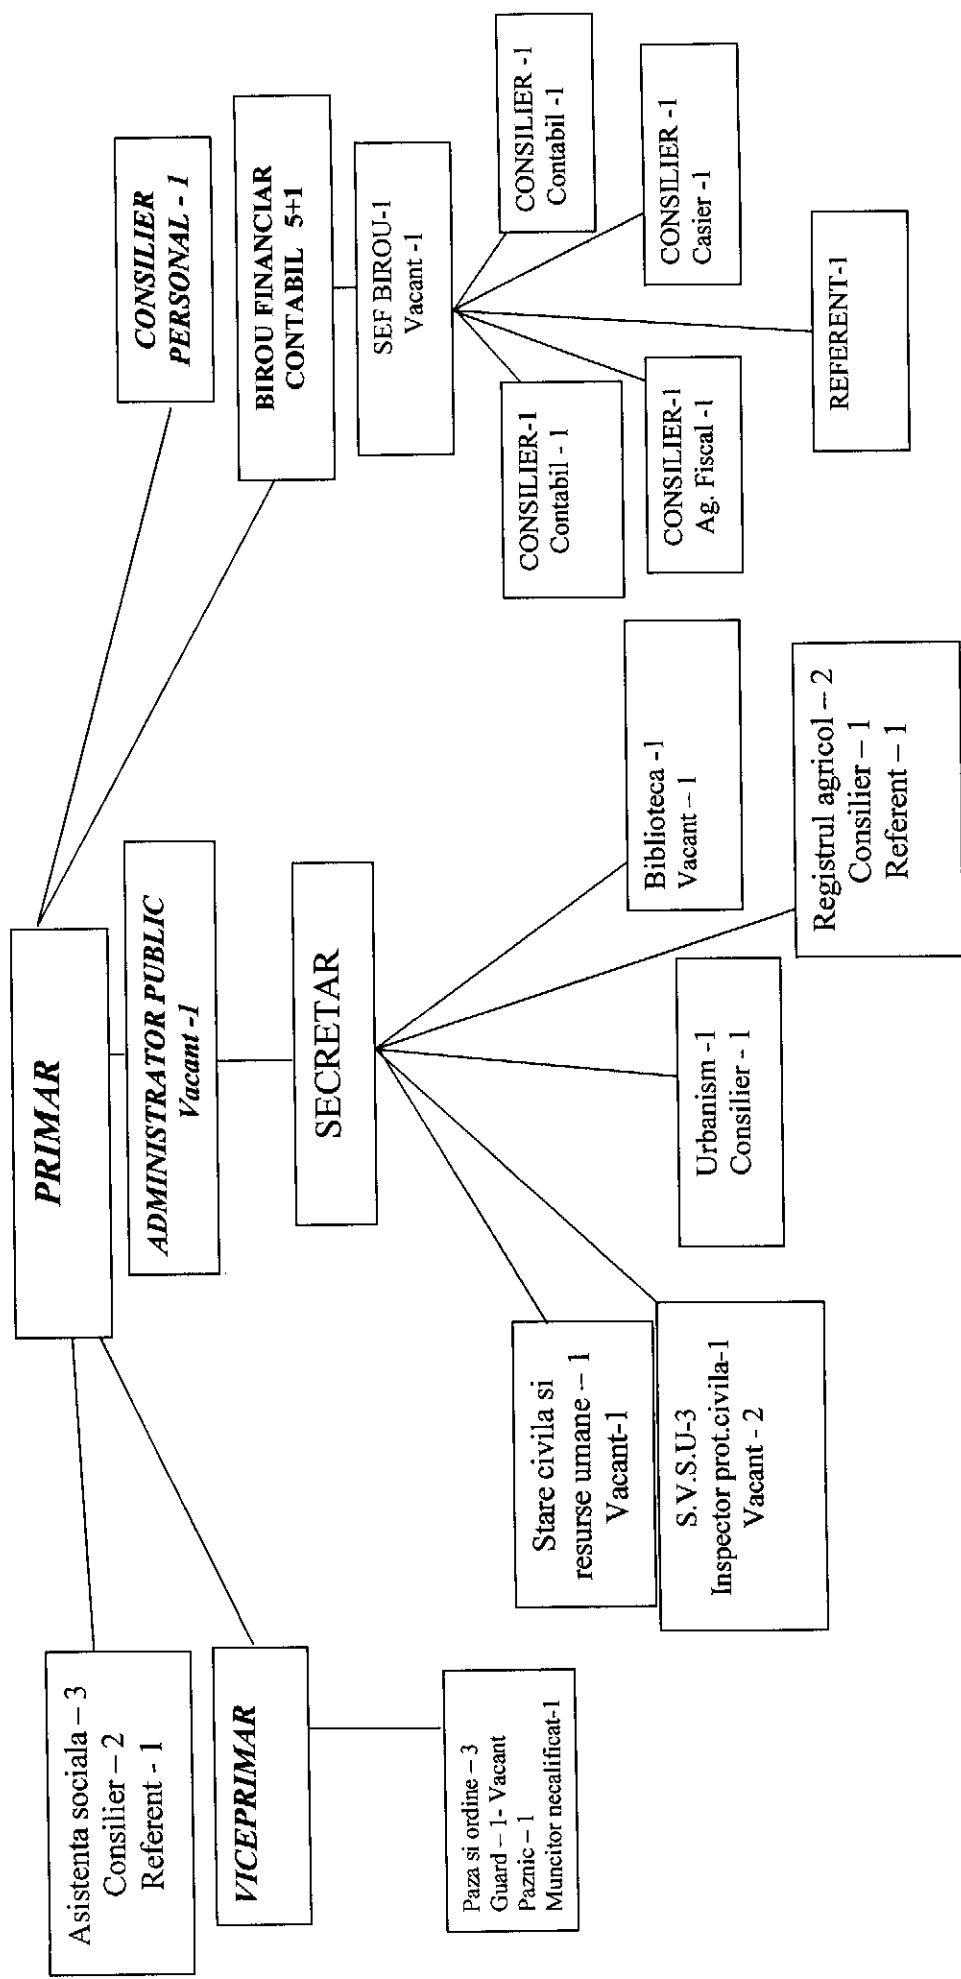 PRIMAR
ADMINISTRATOR PUBLIC
Vacant -1
SECRETAR
CONSILIER
PERSONAL - 1
BIROU FINANCIAR
CONTABIL 5+1
SEF BIROU-1
Vacant -1
CONSILIER-1
Contabil - 1
CONSILIER -1
Contabil -1
CONSILIER-1
Ag. Fiscal -1
CONSILIER -1
Casier -1
REFERENT-1
Asistenta sociala – 3
Consilier – 2
Referent - 1
VICEPRIMAR
Paza si ordine – 3
Guard – 1- Vacant
Paznic – 1
Muncitor necalificat-1
Stare civila si
resurse umane – 1
Vacant-1
S.V.S.U-3
Inspector prot.civila-1
Vacant - 2
Urbanism -1
Consilier - 1
Biblioteca -1
Vacant – 1
Registrul agricol – 2
Consilier – 1
Referent – 1